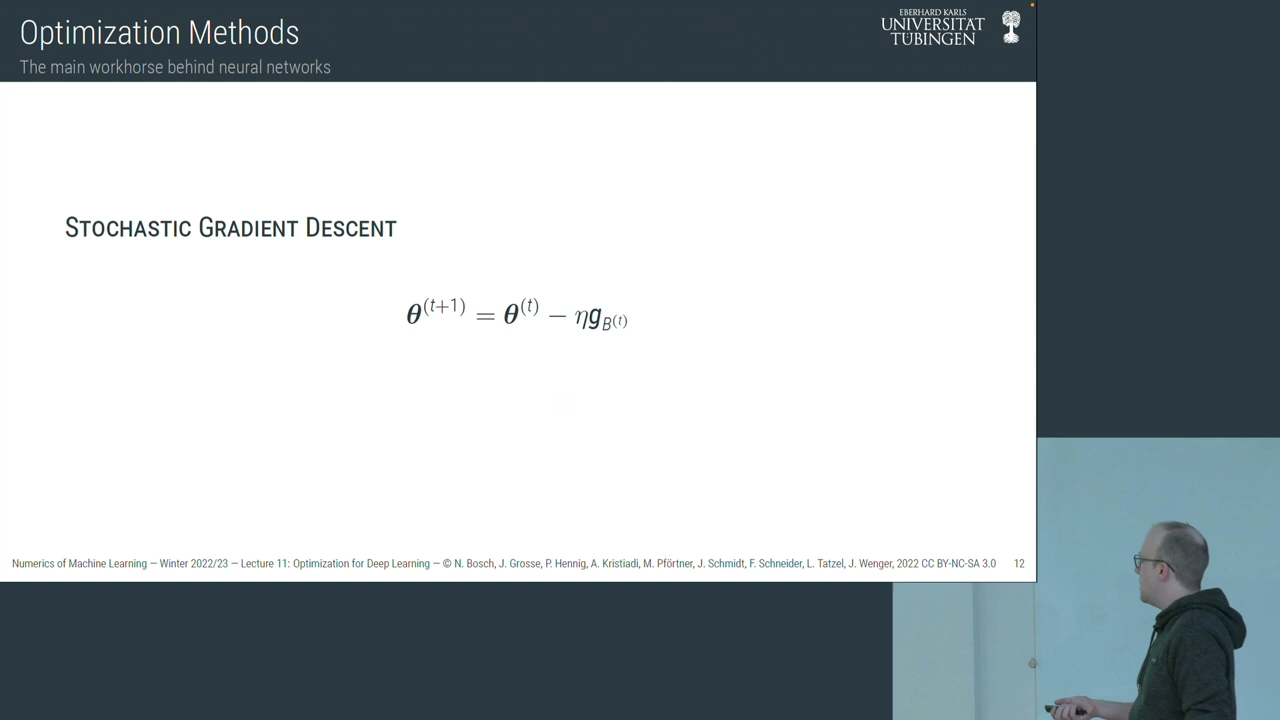 Optimization Methods
The main workhorse behind neural networks
EBERHARD KARLS
UNIVERSITÄT
TÜBINGEN
STOCHASTIC GRADIENT DESCENT
θ^(t+1) = θ^(t) − ηg_B^(t)
Numerics of Machine Learning — Winter 2022/23 — Lecture 11: Optimization for Deep Learning — © N. Bosch, J. Grosse, P. Hennig, A. Kristiadi, M. Pförtner, J. Schmidt, F. Schneider, L. Tatzel, J. Wenger, 2022 CC BY-NC-SA 3.0 12